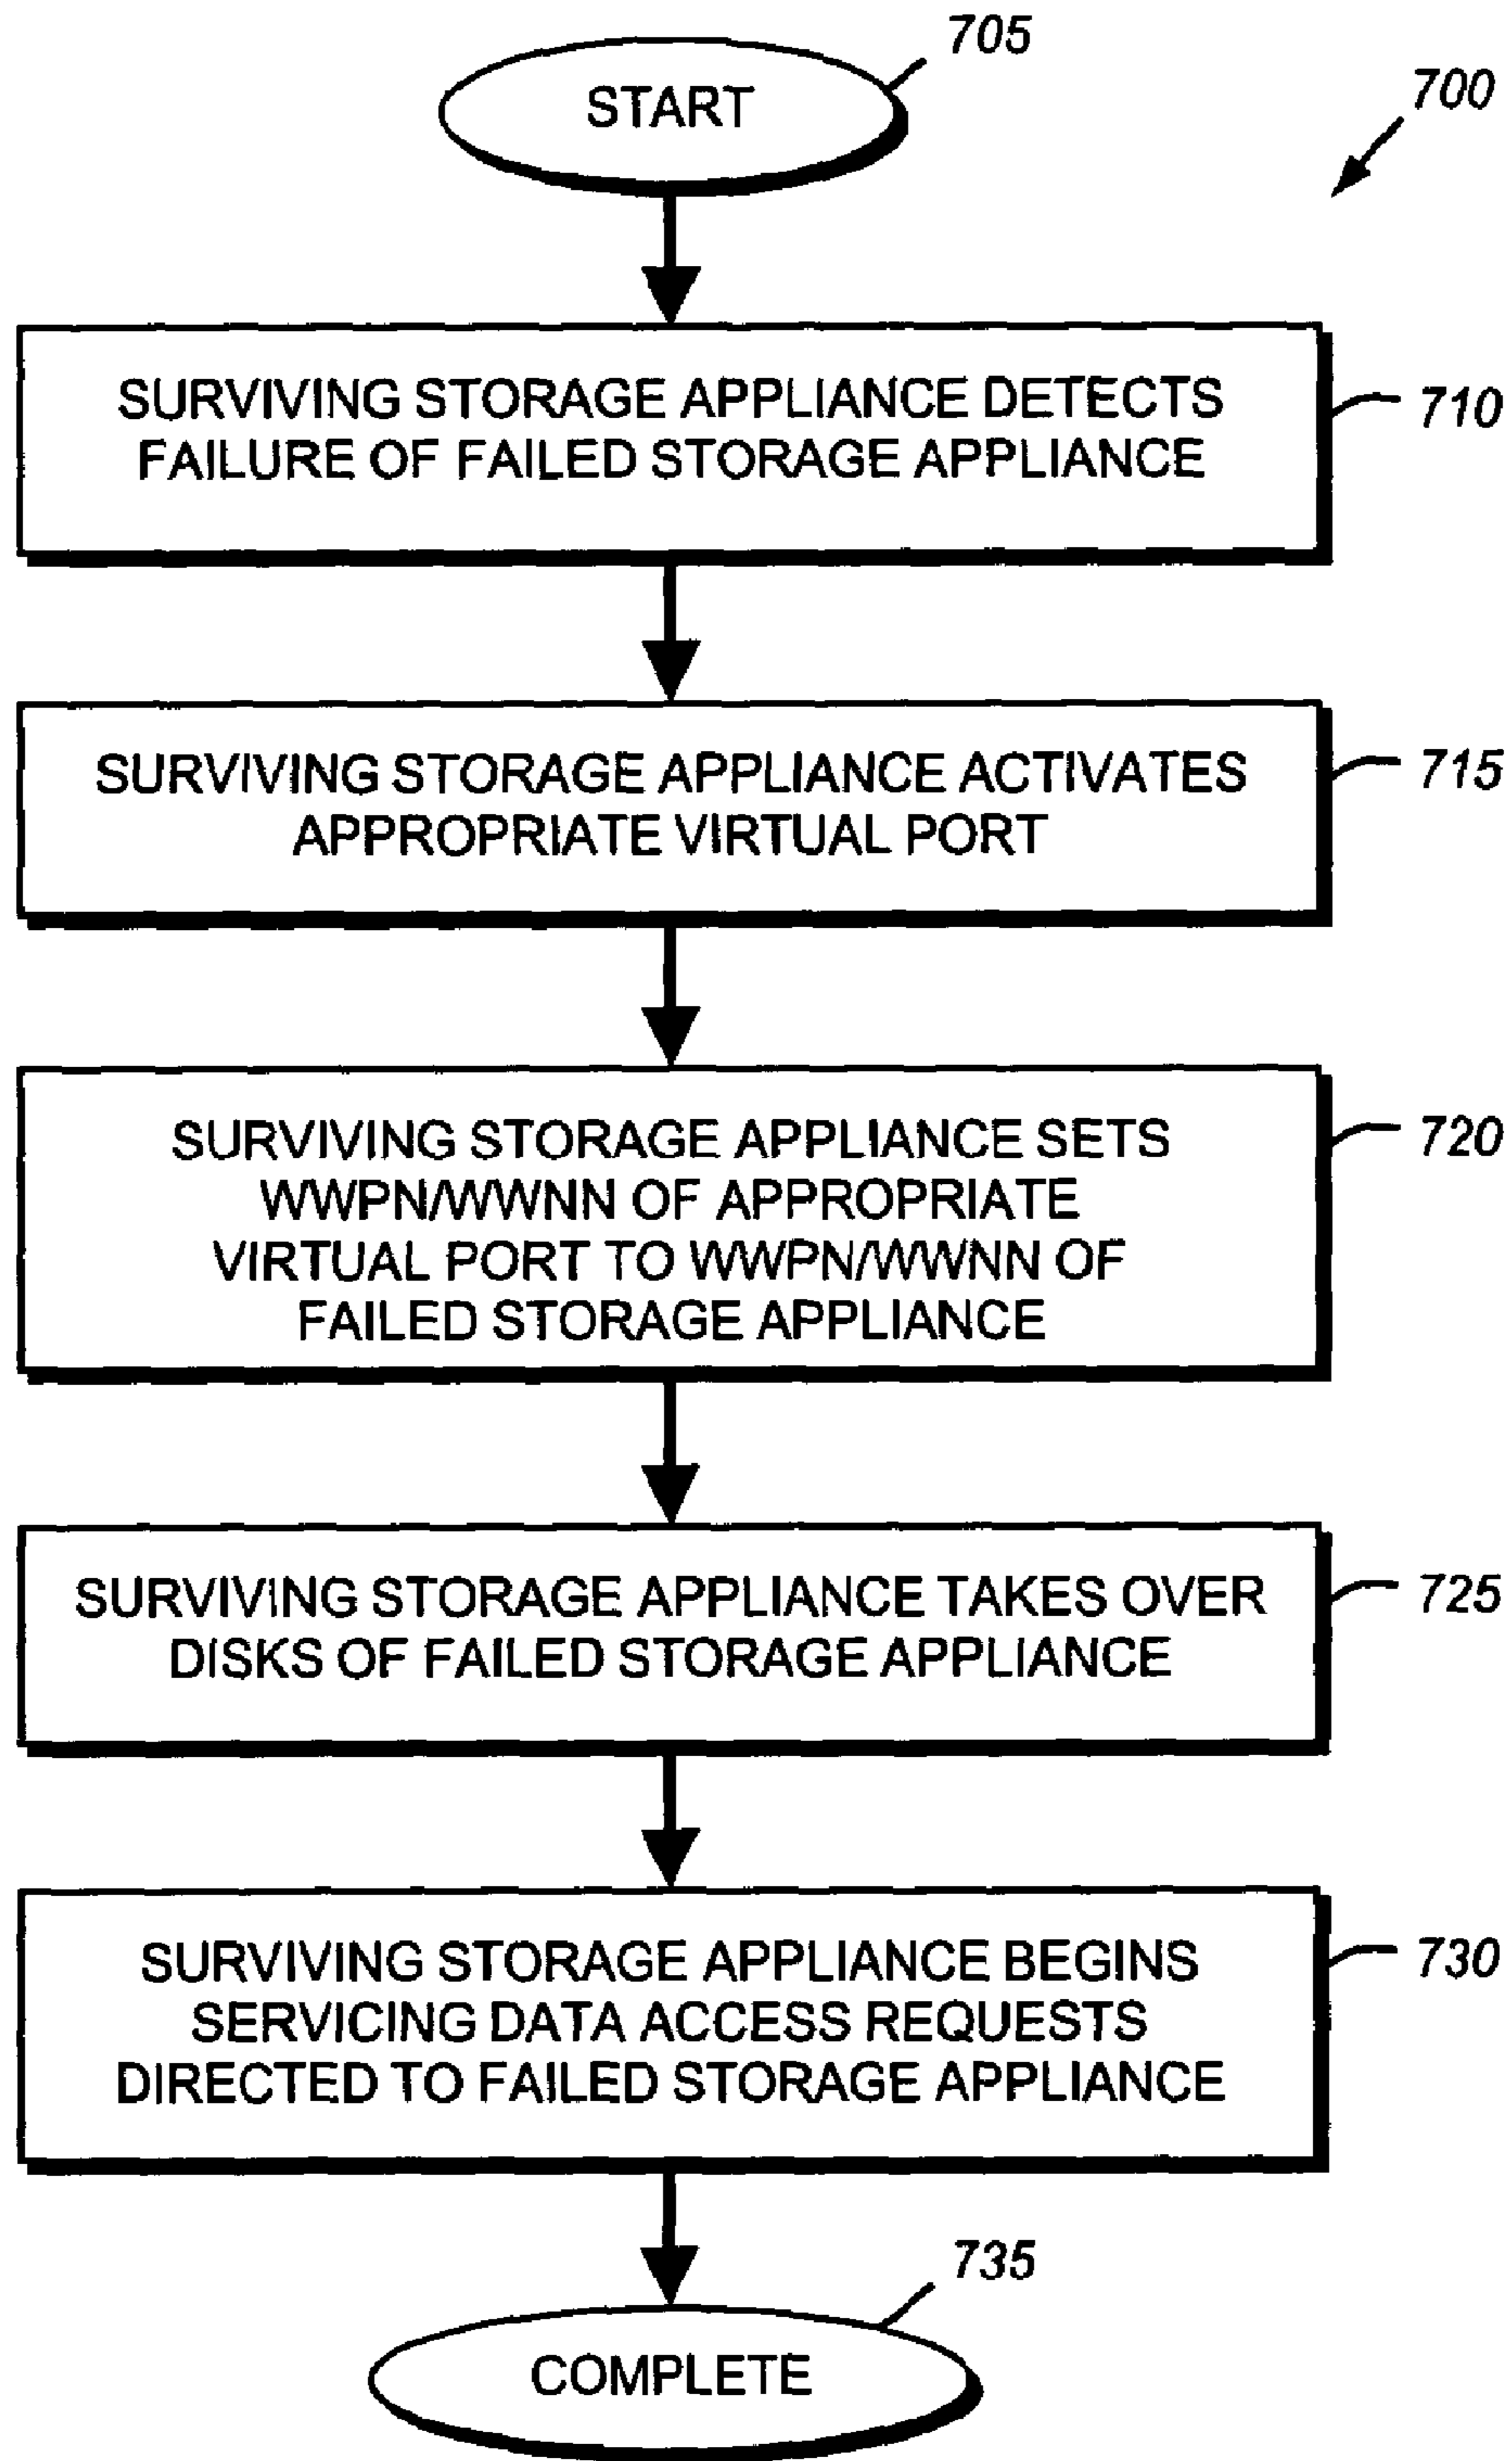 705
START
700
SURVIVING STORAGE APPLIANCE DETECTS
FAILURE OF FAILED STORAGE APPLIANCE
710
SURVIVING STORAGE APPLIANCE ACTIVATES
APPROPRIATE VIRTUAL PORT
715
SURVIVING STORAGE APPLIANCE SETS
WWPN/WWNN OF APPROPRIATE
VIRTUAL PORT TO WWPN/WWNN OF
FAILED STORAGE APPLIANCE
720
SURVIVING STORAGE APPLIANCE TAKES OVER
DISKS OF FAILED STORAGE APPLIANCE
725
SURVIVING STORAGE APPLIANCE BEGINS
SERVICING DATA ACCESS REQUESTS
DIRECTED TO FAILED STORAGE APPLIANCE
730
735
COMPLETE